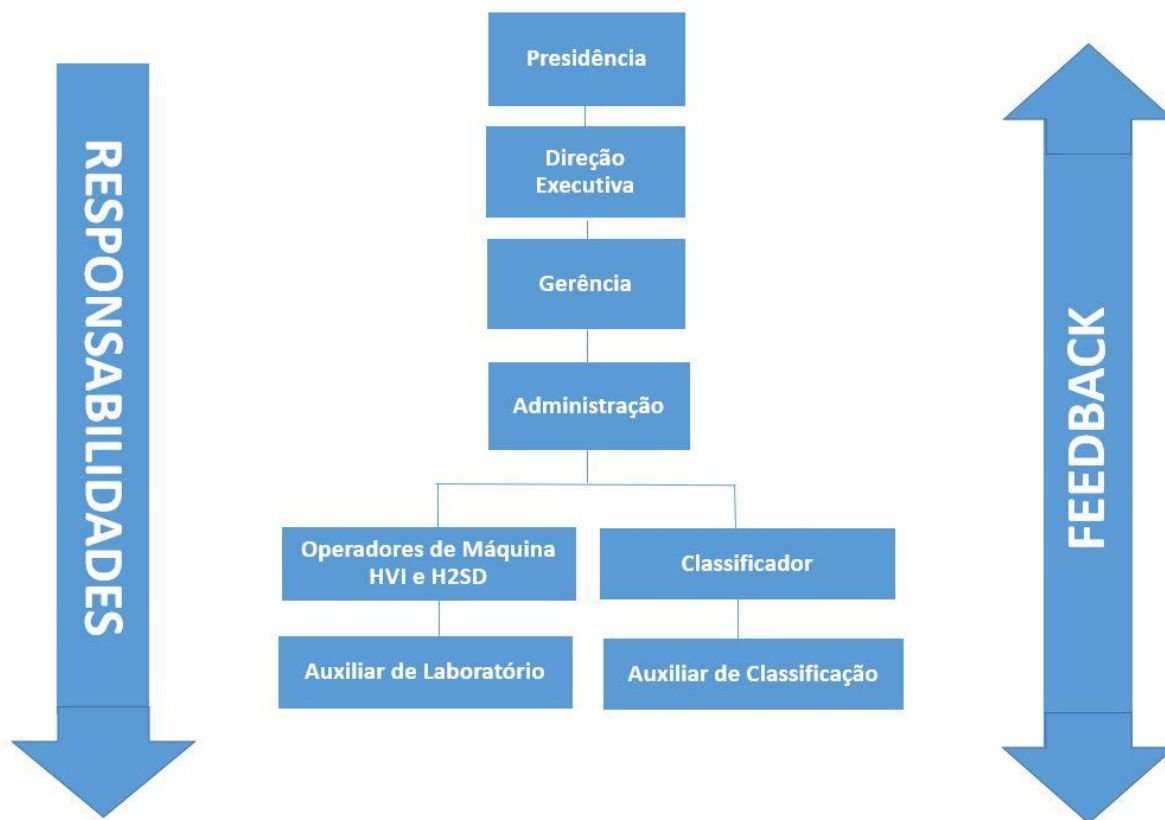 Presidência
Direção
Executiva
Gerência
Administração
Operadores de Máquina
HVI e H2SD
Classificador
Auxiliar de Laboratório
Auxiliar de Classificação
RESPONSABILIDADES
FEEDBACK